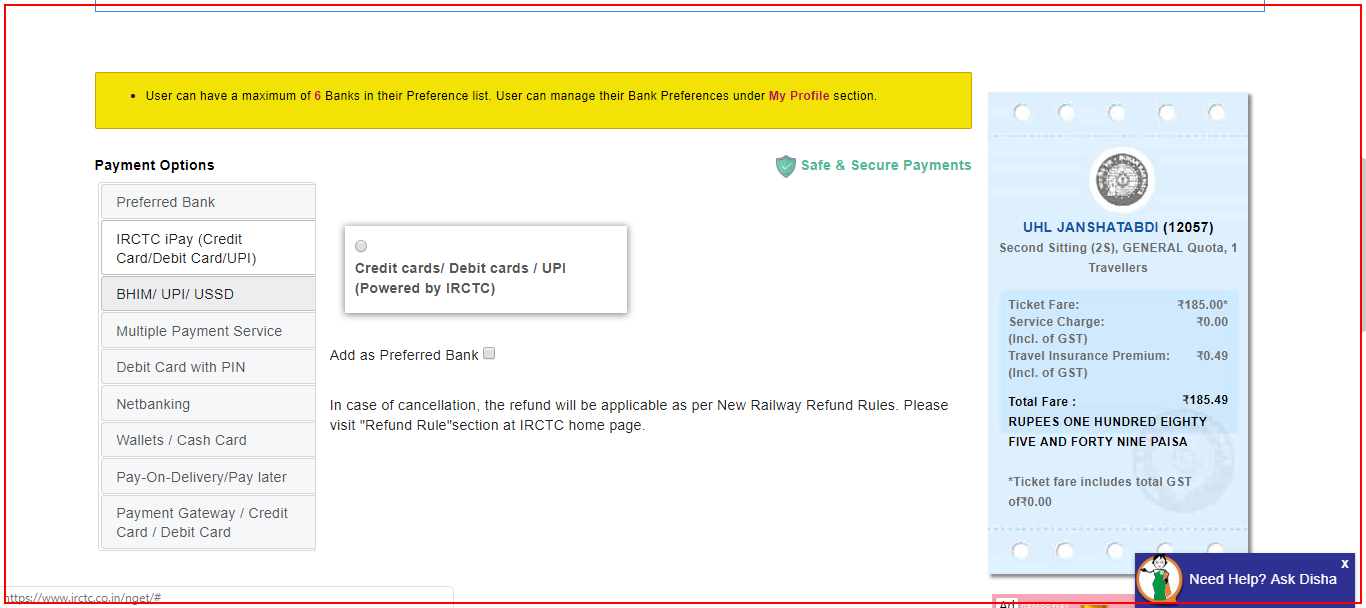 User can have a maximum of 6 Banks in their Preference list. User can manage their Bank Preferences under My Profile section.
Payment Options
Safe & Secure Payments
Preferred Bank
IRCTC iPay (Credit
Card/Debit Card/UPI)
BHIM/ UPI/ USSD
Multiple Payment Service
Debit Card with PIN
Netbanking
Wallets / Cash Card
Pay-On-Delivery/Pay later
Payment Gateway / Credit
Card / Debit Card
Credit cards/ Debit cards / UPI
(Powered by IRCTC)
Add as Preferred Bank
In case of cancellation, the refund will be applicable as per New Railway Refund Rules. Please
visit "Refund Rule"section at IRCTC home page.
UHL JANSHATABDI (12057)
Second Sitting (2S), GENERAL Quota, 1
Travellers
Ticket Fare: ₹185.00*
Service Charge: ₹0.00
(Incl. of GST)
Travel Insurance Premium: ₹0.49
(Incl. of GST)
Total Fare : ₹185.49
RUPEES ONE HUNDRED EIGHTY
FIVE AND FORTY NINE PAISA
*Ticket fare includes total GST
of₹0.00
x
Need Help? Ask Disha
Ad
https://www.irctc.co.in/nget/#